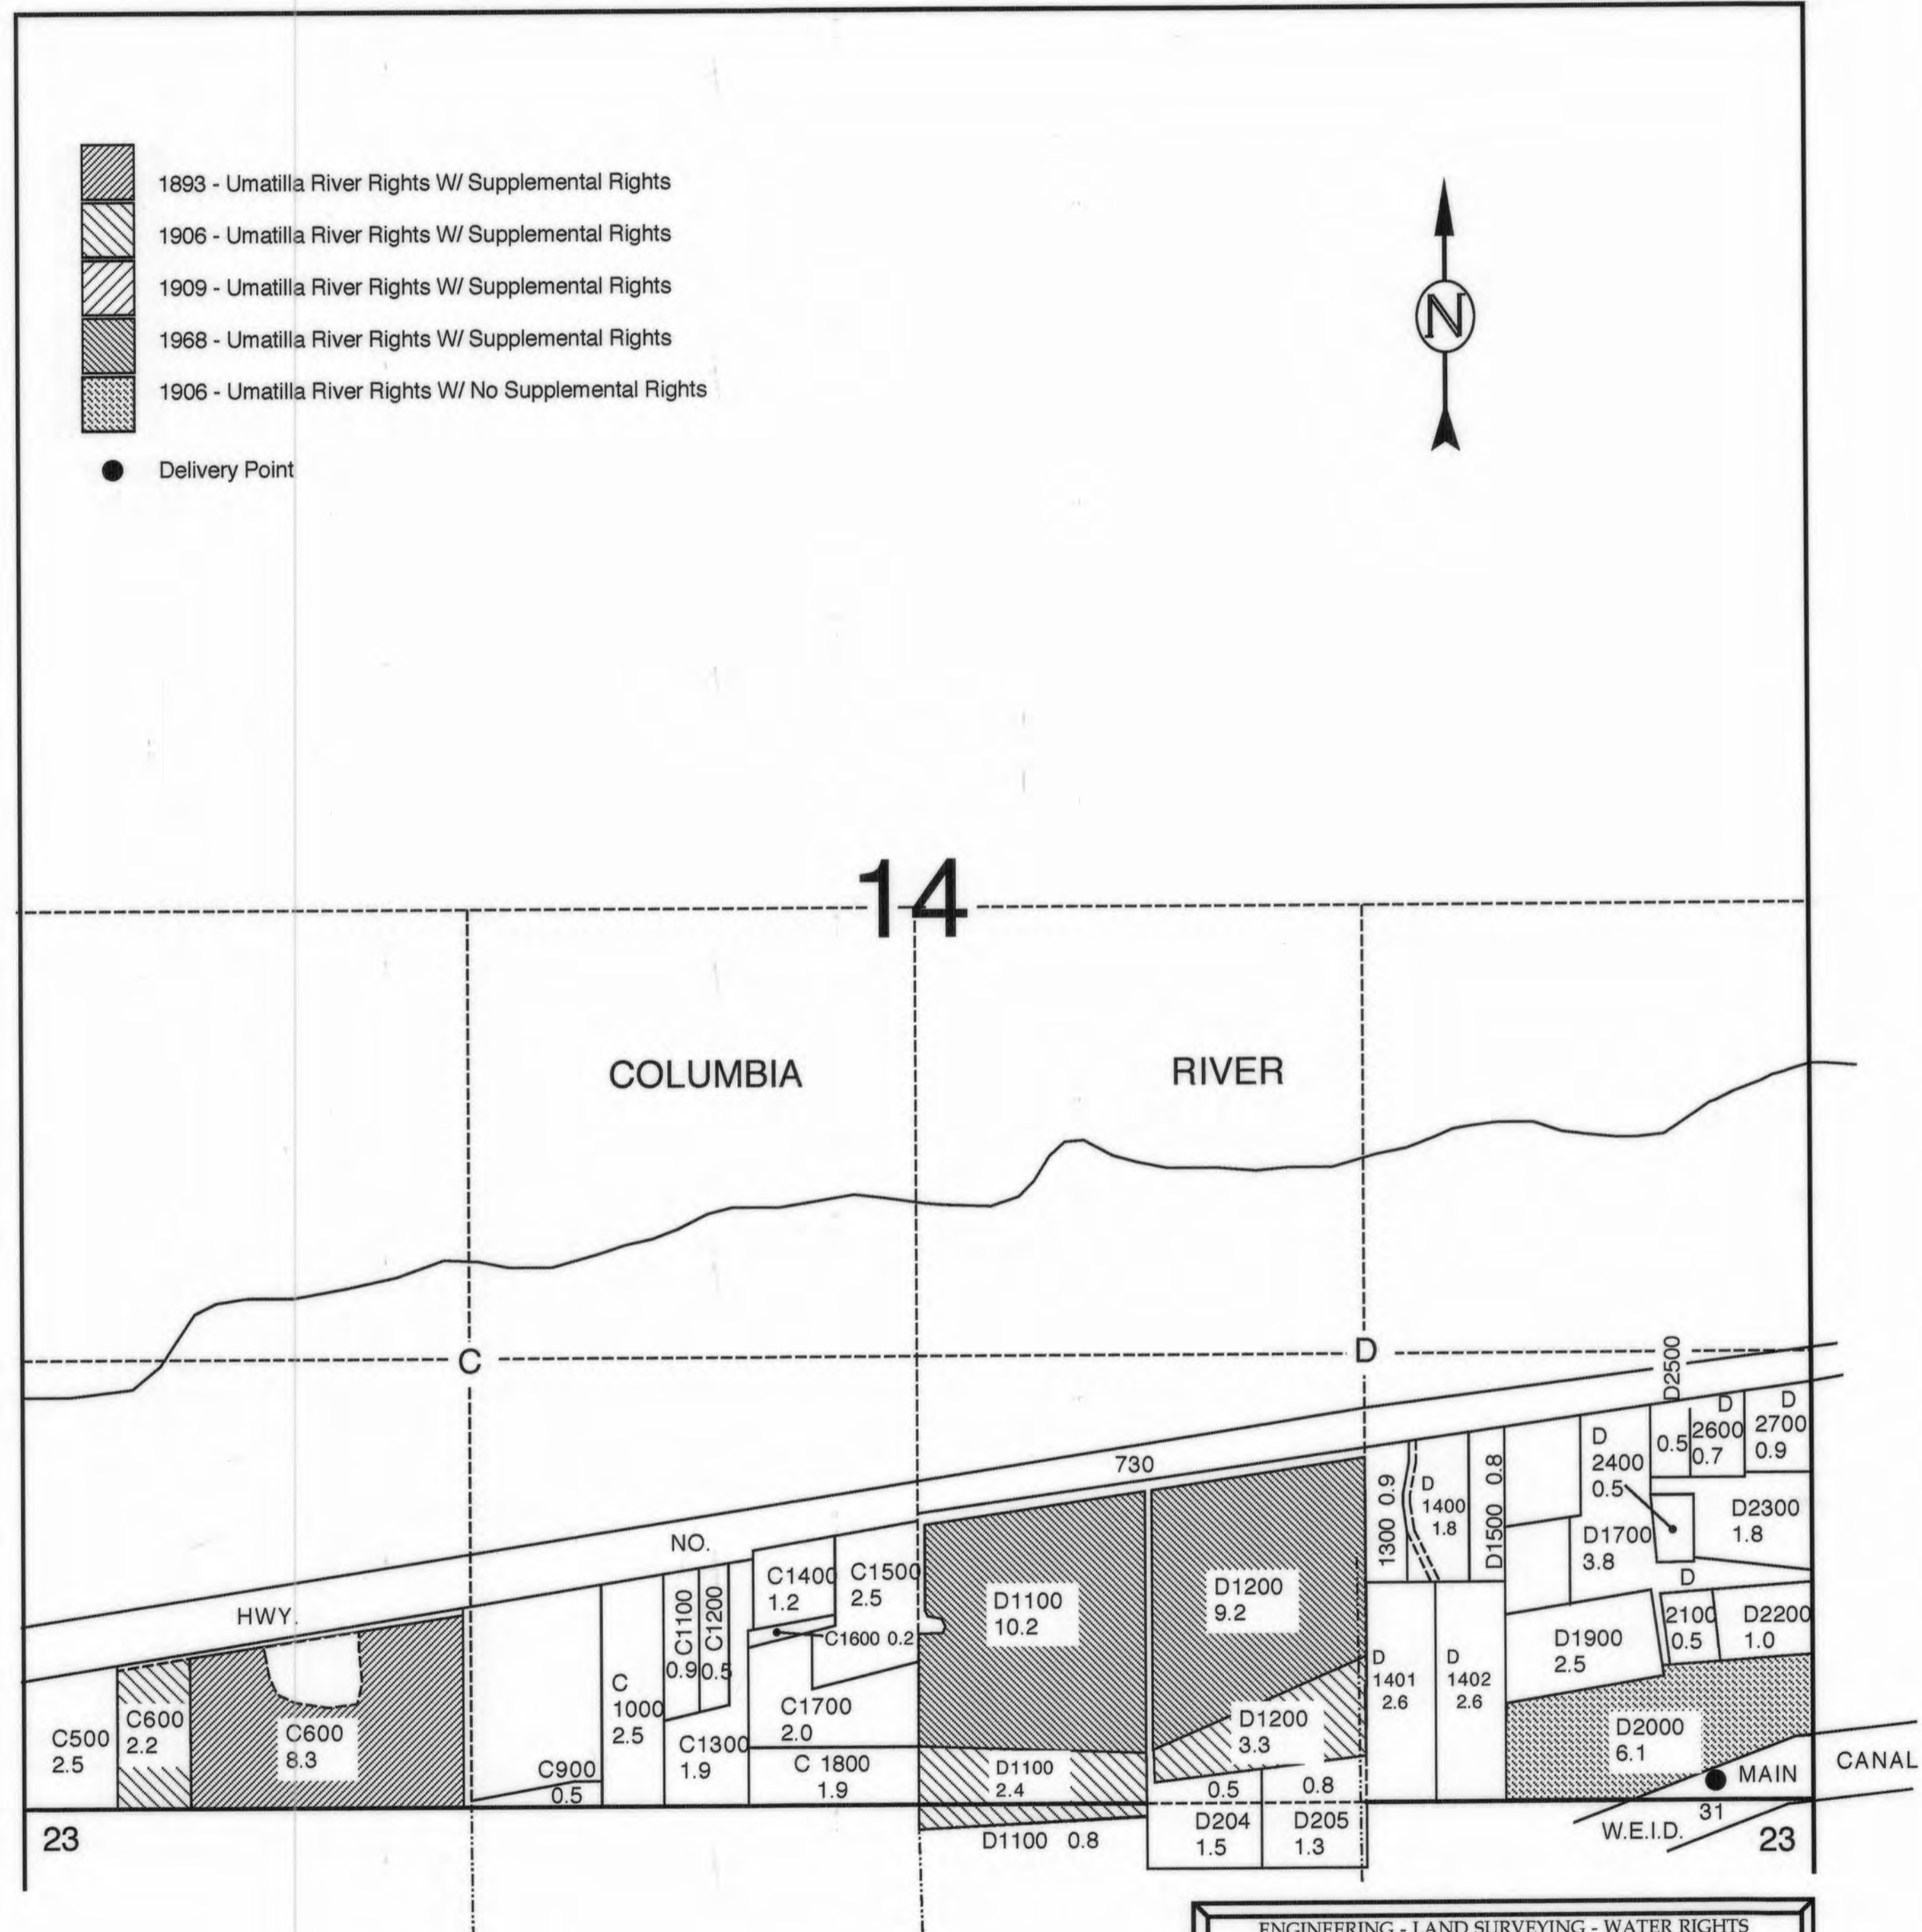 1893 - Umatilla River Rights W/ Supplemental Rights
1906 - Umatilla River Rights W/ Supplemental Rights
1909 - Umatilla River Rights W/ Supplemental Rights
1968 - Umatilla River Rights W/ Supplemental Rights
1906 - Umatilla River Rights W/ No Supplemental Rights
Delivery Point
N
14
COLUMBIA RIVER
C
D
HWY.
NO.
730
C500
2.5
C600
2.2
C600
8.3
C900
0.5
C
1000
2.5
C1100
0.9
C1200
0.5
C1300
1.9
C1400
1.2
C1500
2.5
C1600 0.2
C1700
2.0
C 1800
1.9
D1100
10.2
D1100
2.4
D1100 0.8
D1200
9.2
D1200
3.3
0.5
0.8
D204
1.5
D205
1.3
1300 0.9
D
1400
1.8
D1500 0.8
D
1401
2.6
D
1402
2.6
D
2400
0.5
D2500
0.5
D
2600
0.7
D
2700
0.9
D1700
3.8
D2300
1.8
D1900
2.5
D
2100
0.5
D2200
1.0
D2000
6.1
MAIN CANAL
31
W.E.I.D.
23
23
ENGINEERING - LAND SURVEYING - WATER RIGHTS